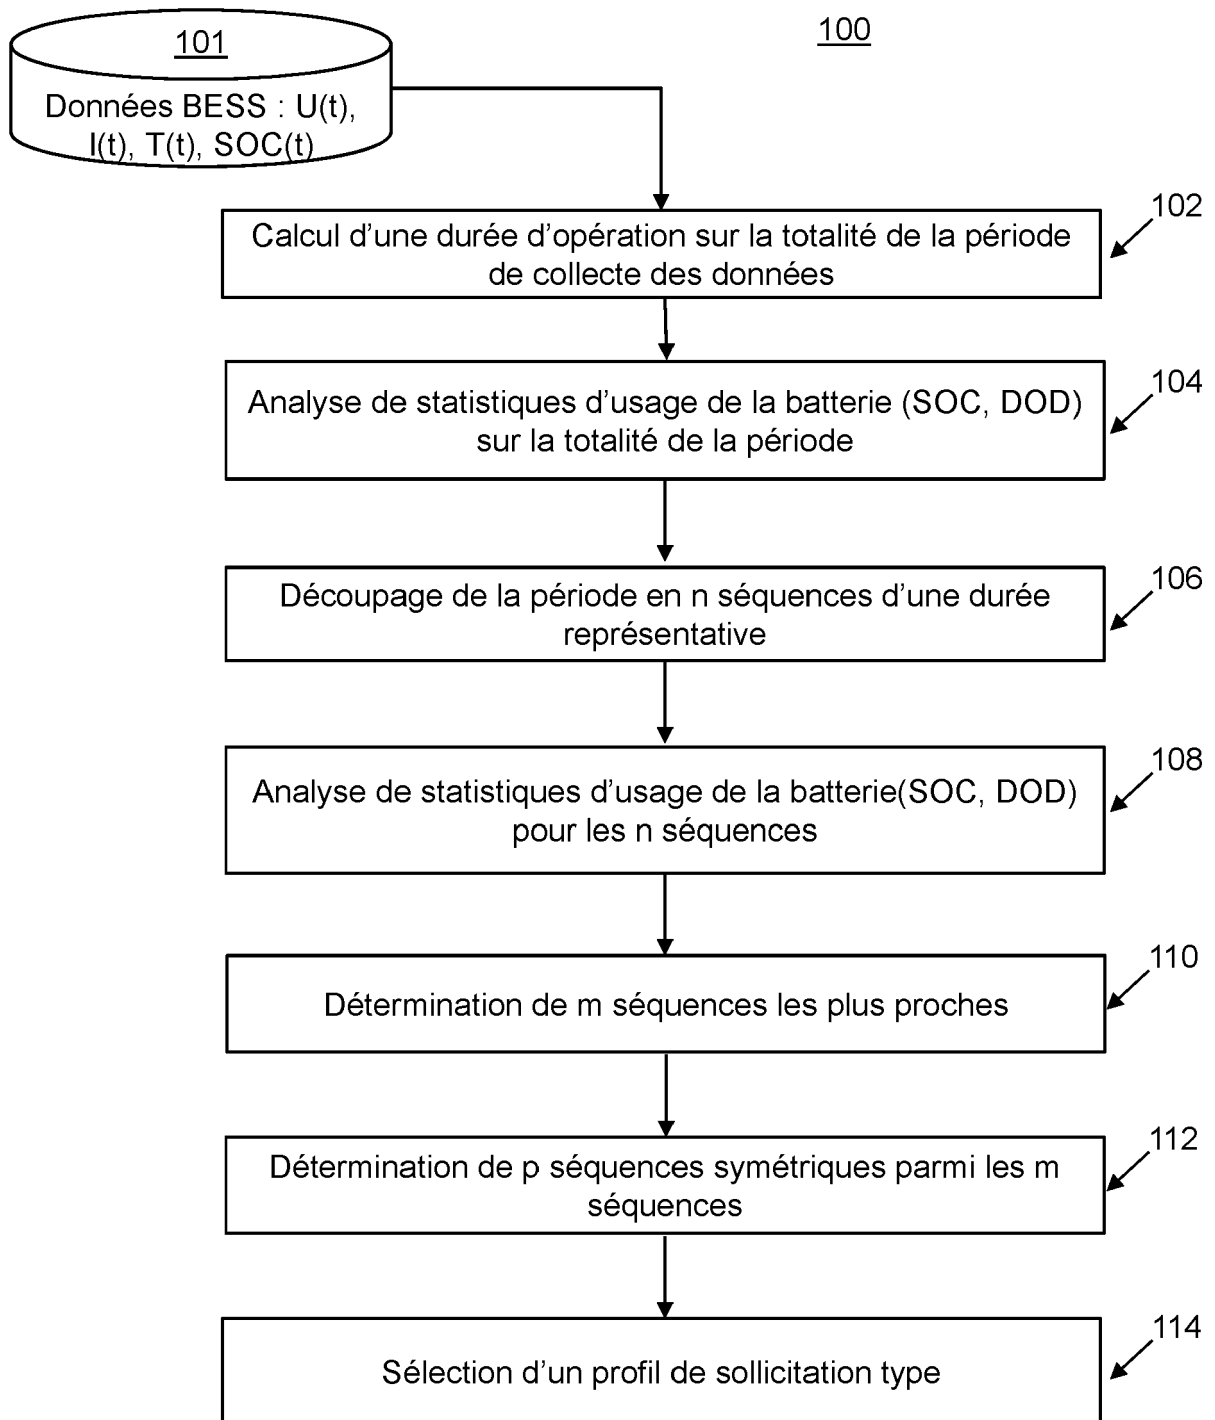 101
100
Données BESS : U(t),
I(t), T(t), SOC(t)
102
Calcul d'une durée d'opération sur la totalité de la période
de collecte des données
104
Analyse de statistiques d'usage de la batterie (SOC, DOD)
sur la totalité de la période
106
Découpage de la période en n séquences d'une durée
représentative
108
Analyse de statistiques d'usage de la batterie(SOC, DOD)
pour les n séquences
110
Détermination de m séquences les plus proches
112
Détermination de p séquences symétriques parmi les m
séquences
114
Sélection d'un profil de sollicitation type